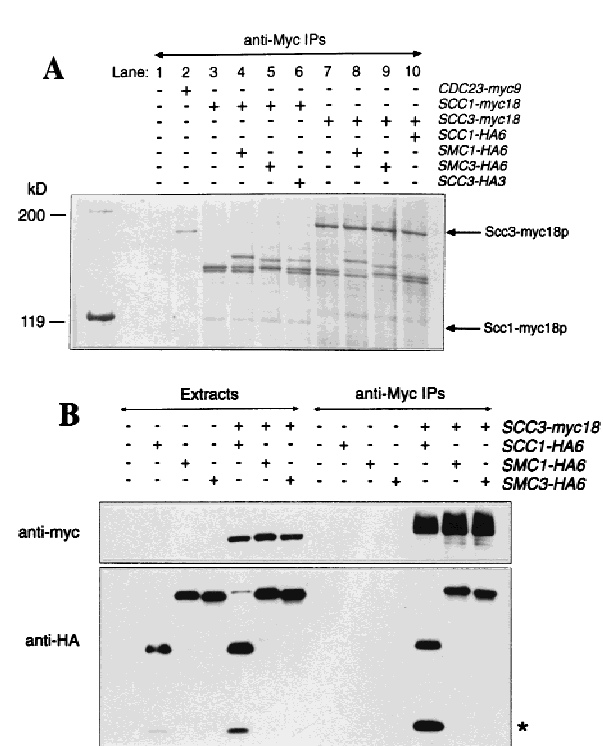 anti-Myc IPs
A
Lane: 1 2 3 4 5 6 7 8 9 10
- + - - - - - - - - CDC23-myc9
- - + + + + - - - - SCC1-myc18
- - - - - - + + + + SCC3-myc18
- - - - - - - - - + SCC1-HA6
- - - + - - - + - - SMC1-HA6
- - - - + - - - + - SMC3-HA6
- - - - - + - - - - SCC3-HA3
kD
200
Scc3-myc18p
119
Scc1-myc18p
B
Extracts anti-Myc IPs
- - - - + + + - - - - + + + SCC3-myc18
- + - - + - - - + - - + - - SCC1-HA6
- - + - - + - - - + - - + - SMC1-HA6
- - - + - - + - - - + - - + SMC3-HA6
anti-myc
anti-HA
*